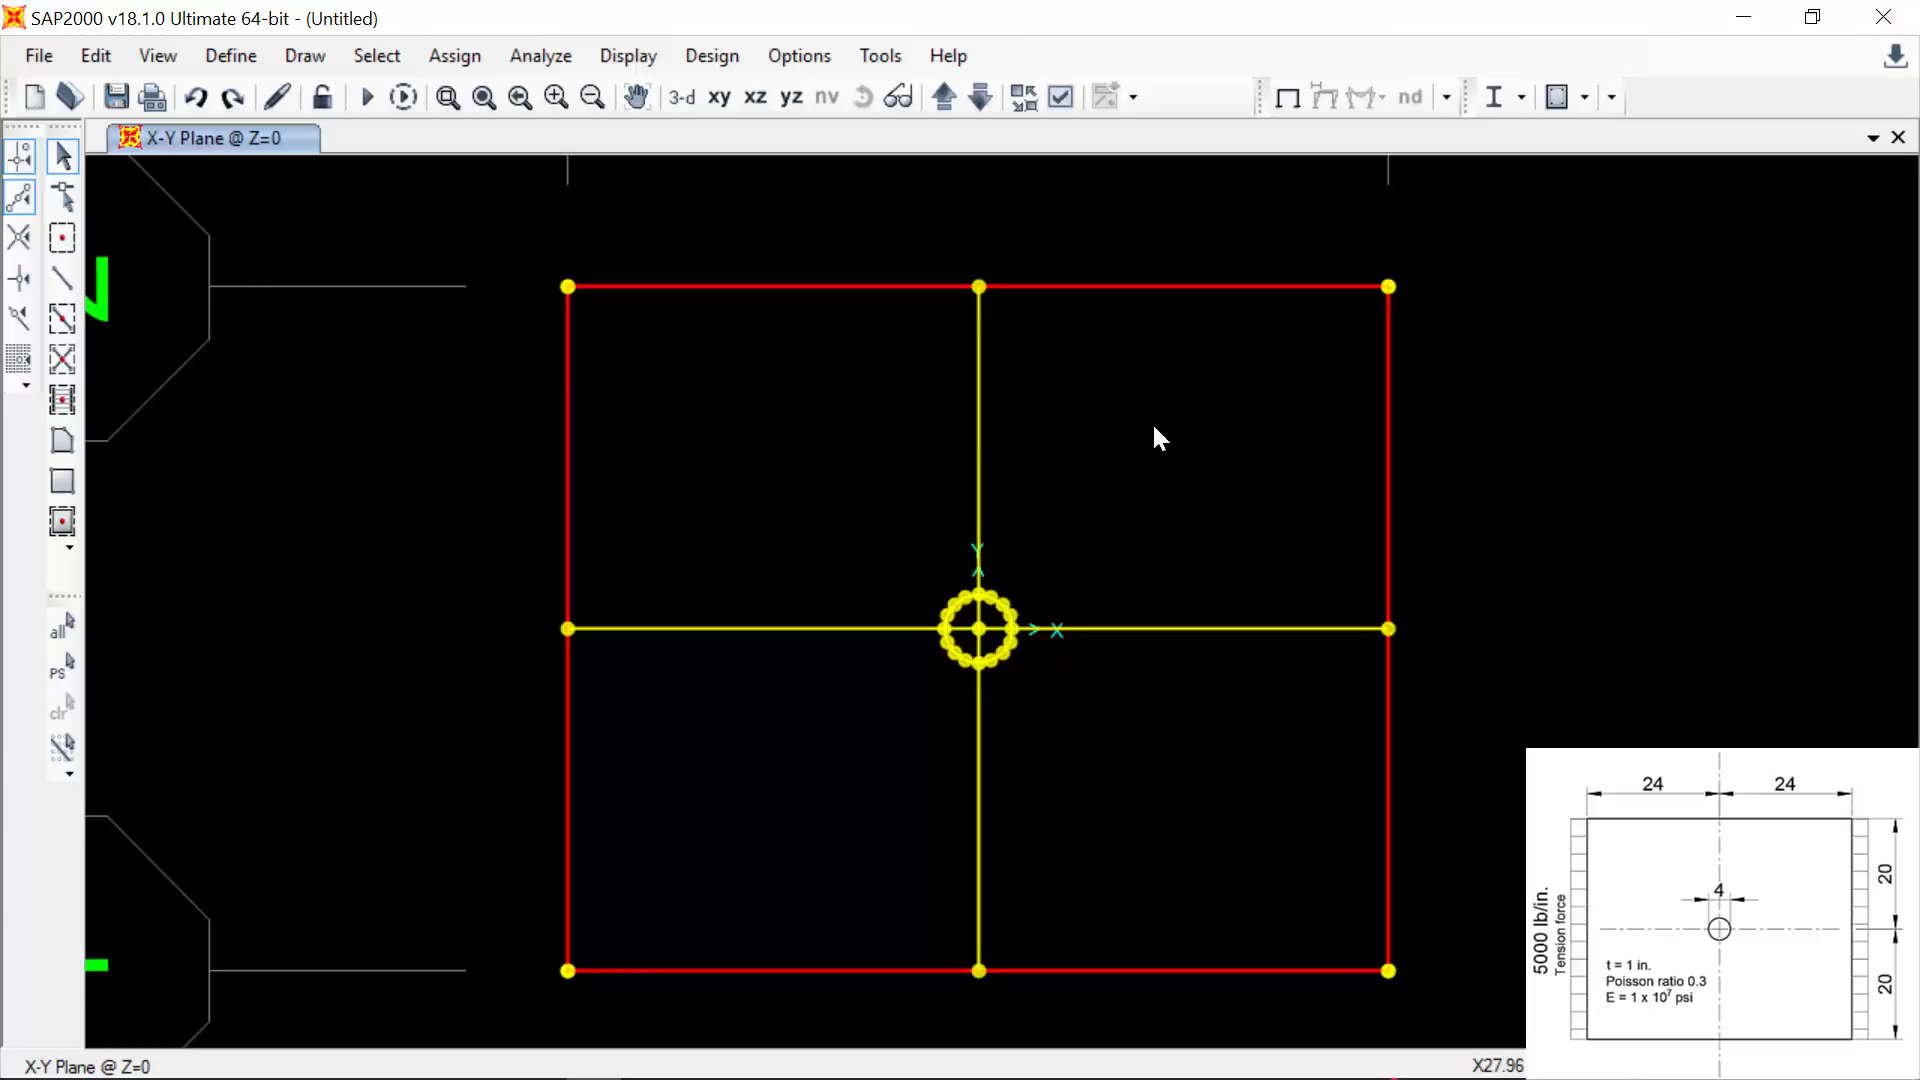 SAP2000 v18.1.0 Ultimate 64-bit - (Untitled)
File Edit View Define Draw Select Assign Analyze Display Design Options Tools Help
3-d xy xz yz nv nd
X-Y Plane @ Z=0
Y
X
all
PS
clr
24 24
20
4
5000 lb/in.
Tension force
t = 1 in.
Poisson ratio 0.3
E = 1 x 10⁷ psi
20
X-Y Plane @ Z=0
X27.96